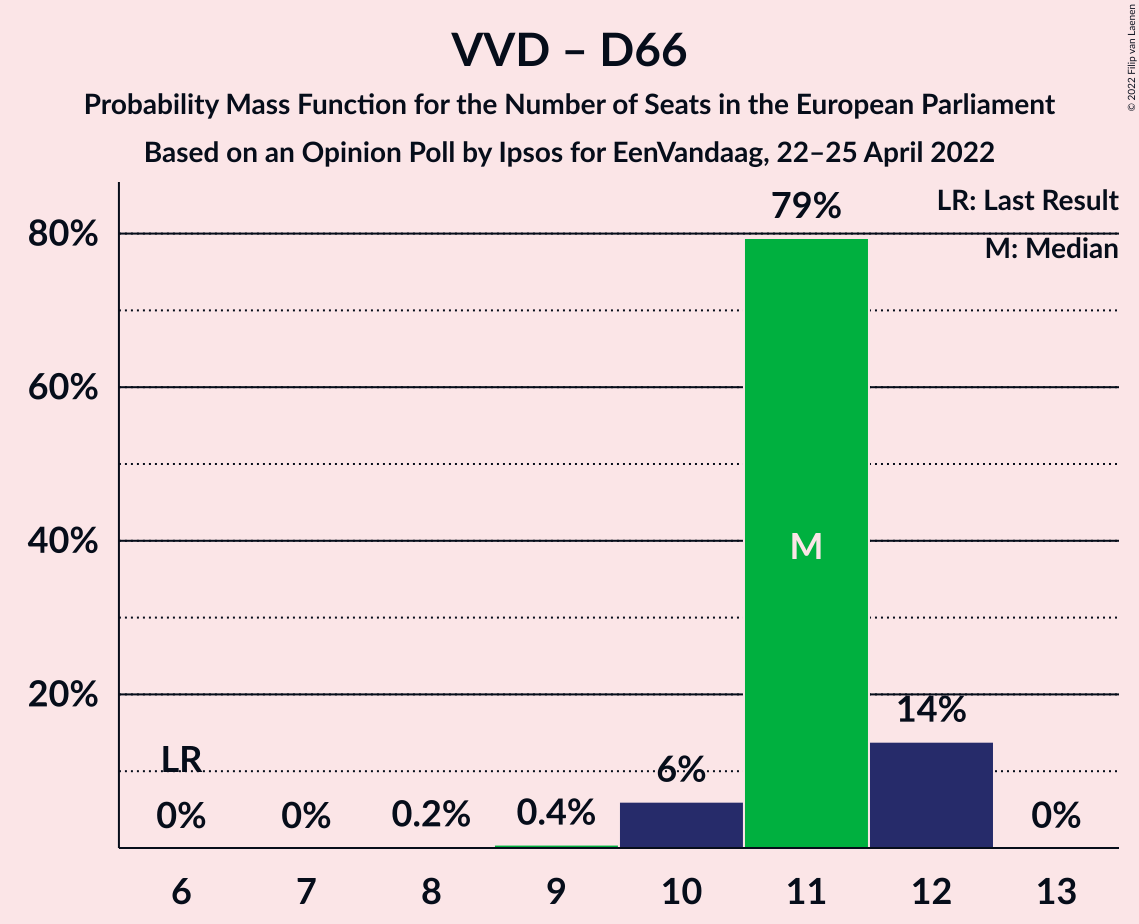 VVD – D66
Probability Mass Function for the Number of Seats in the European Parliament
Based on an Opinion Poll by Ipsos for EenVandaag, 22–25 April 2022
© 2022 Filip van Laenen
LR: Last Result
M: Median
80%
60%
40%
20%
79%
M
14%
LR
6%
0%
0%
0.2%
0.4%
0%
6 7 8 9 10 11 12 13